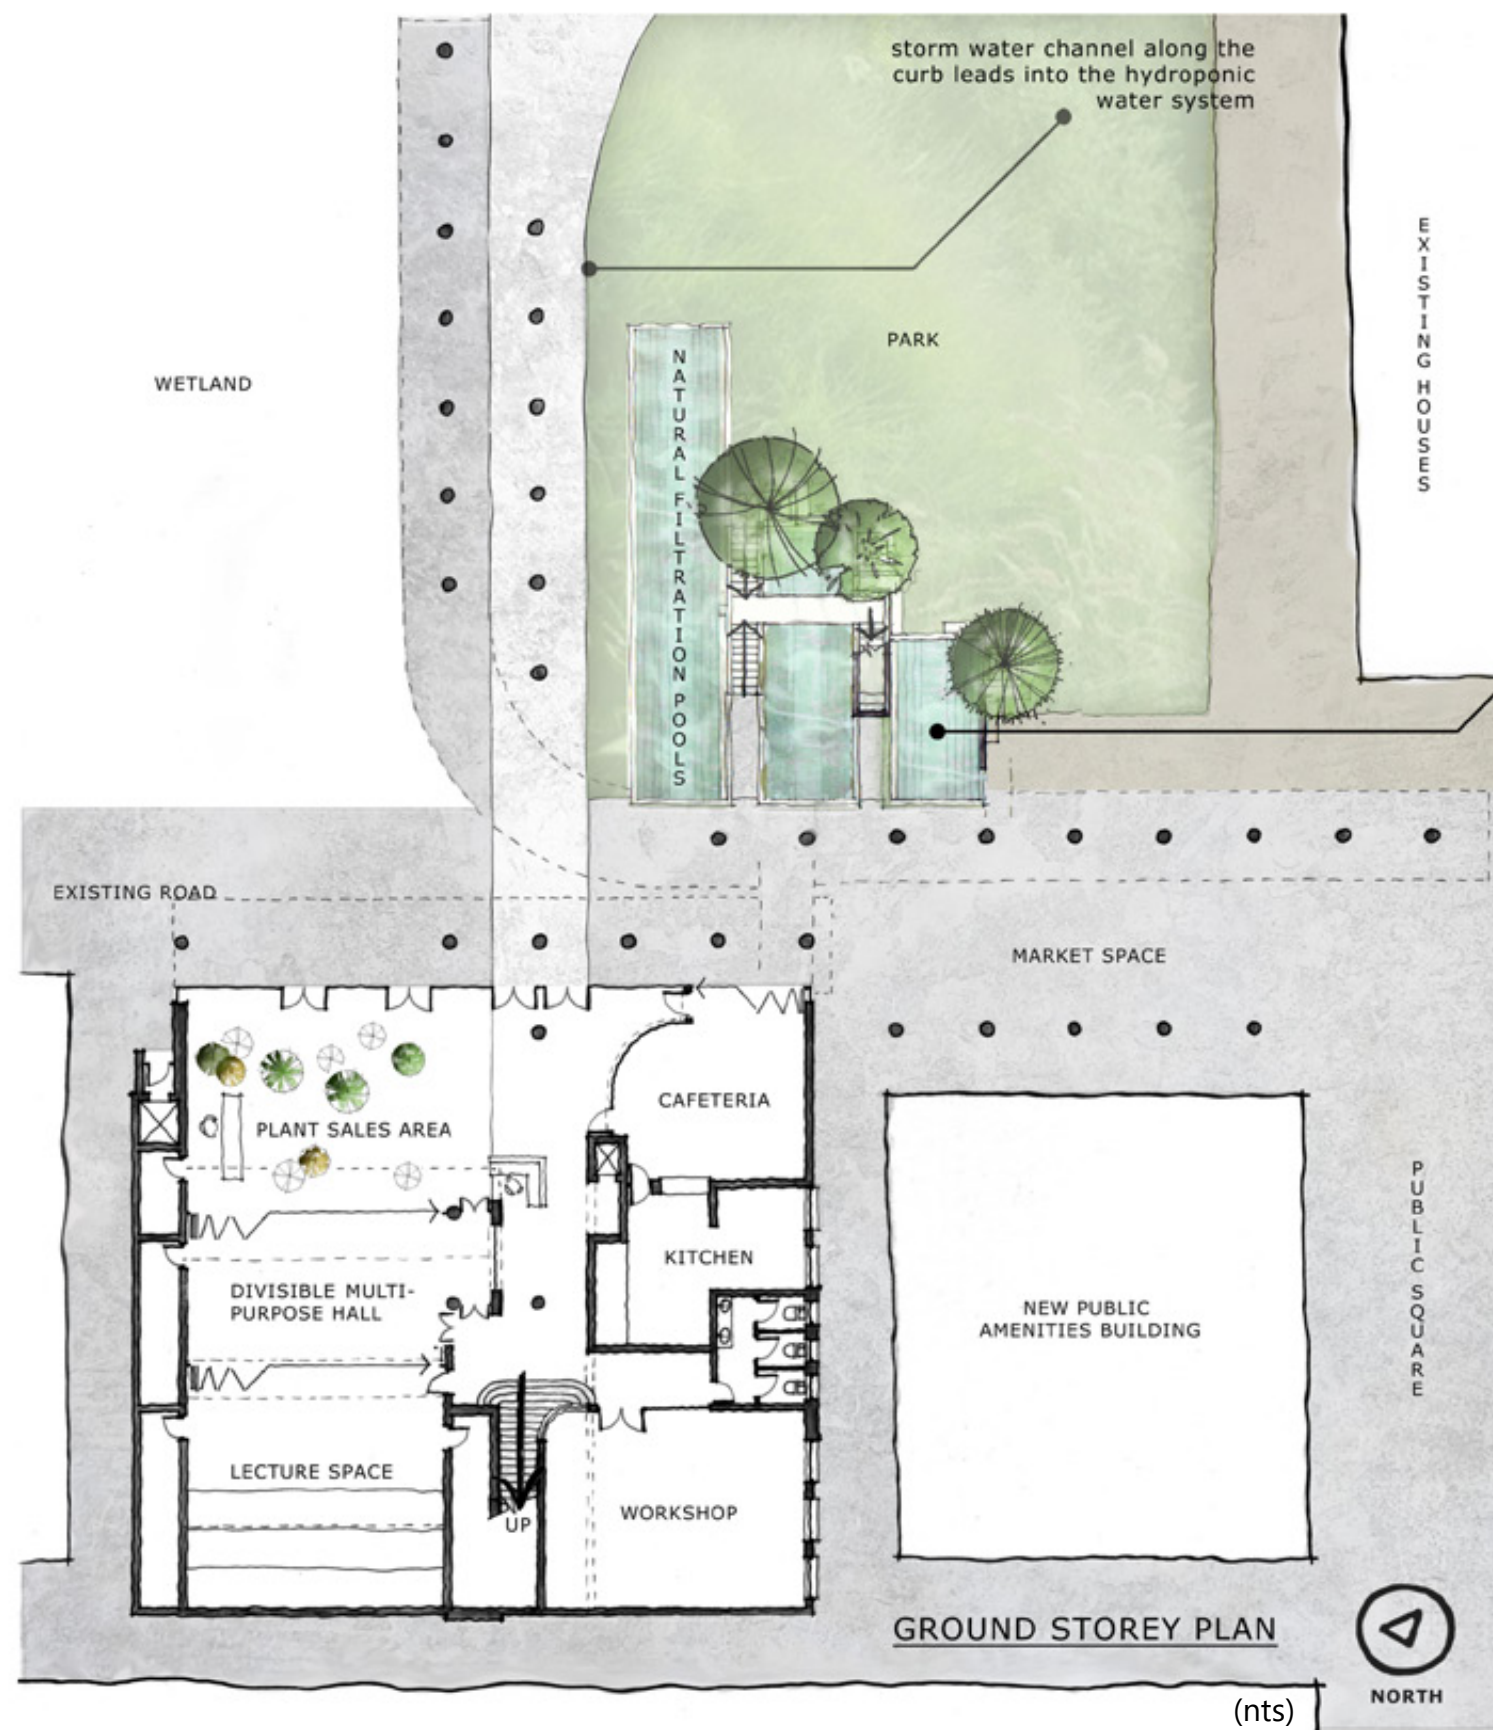 storm water channel along the
curb leads into the hydroponic
water system
EXISTING HOUSES
PARK
NATURAL FILTRATION POOLS
WETLAND
EXISTING ROAD
MARKET SPACE
CAFETERIA
PLANT SALES AREA
PUBLIC SQUARE
KITCHEN
DIVISIBLE MULTI-
PURPOSE HALL
NEW PUBLIC
AMENITIES BUILDING
LECTURE SPACE
WORKSHOP
UP
GROUND STOREY PLAN
NORTH
(nts)